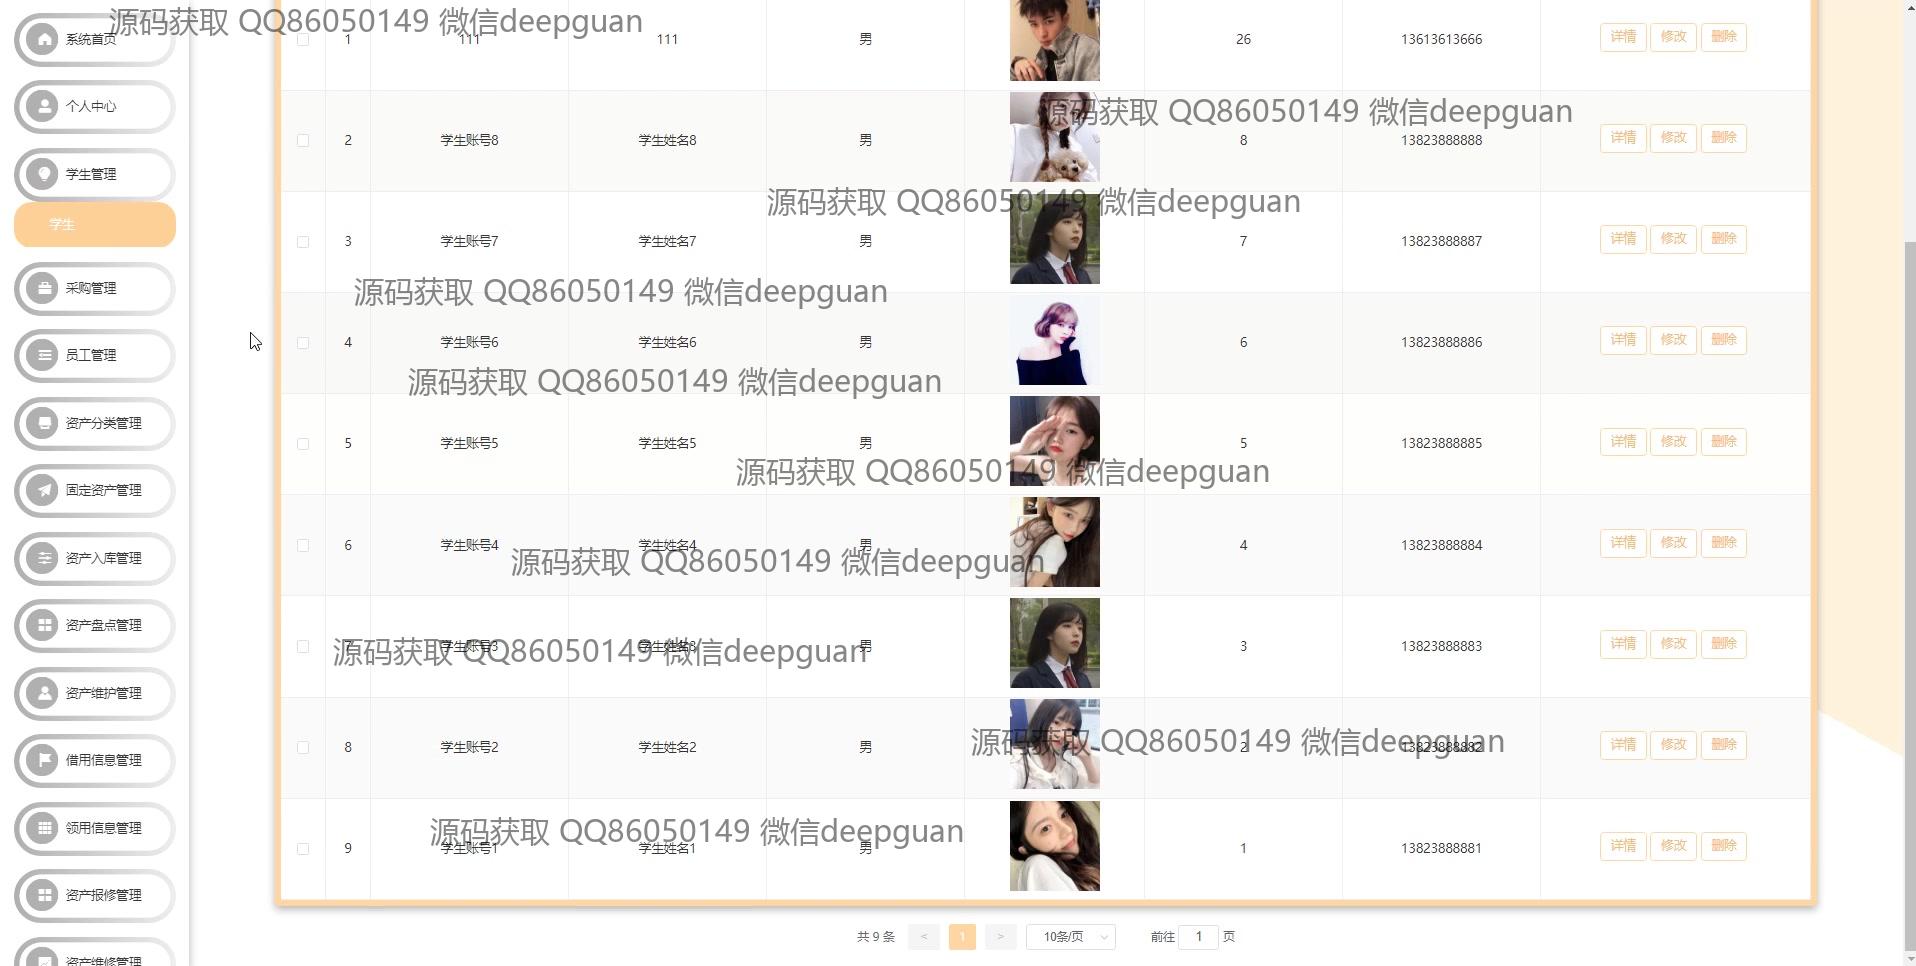 源码获取 QQ86050149 微信deepguan
系统首页
1 111 111 男 26 13613613666 详情 修改 删除
个人中心
源码获取 QQ86050149 微信deepguan
2 学生账号8 学生姓名8 男 8 13823888888 详情 修改 删除
学生管理
源码获取 QQ86050149 微信deepguan
学生
3 学生账号7 学生姓名7 男 7 13823888887 详情 修改 删除
采购管理
源码获取 QQ86050149 微信deepguan
4 学生账号6 学生姓名6 男 6 13823888886 详情 修改 删除
员工管理
源码获取 QQ86050149 微信deepguan
资产分类管理
5 学生账号5 学生姓名5 男 5 13823888885 详情 修改 删除
源码获取 QQ86050149 微信deepguan
固定资产管理
6 学生账号4 学生姓名4 男 4 13823888884 详情 修改 删除
资产入库管理
源码获取 QQ86050149 微信deepguan
资产盘点管理
7 学生账号3 学生姓名3 男 3 13823888883 详情 修改 删除
源码获取 QQ86050149 微信deepguan
资产维护管理
源码获取 QQ86050149 微信deepguan
8 学生账号2 学生姓名2 男 2 13823888882 详情 修改 删除
借用信息管理
领用信息管理
源码获取 QQ86050149 微信deepguan
9 学生账号1 学生姓名1 男 1 13823888881 详情 修改 删除
资产报修管理
共 9 条 < 1 > 10条/页 前往 1 页
资产维修管理